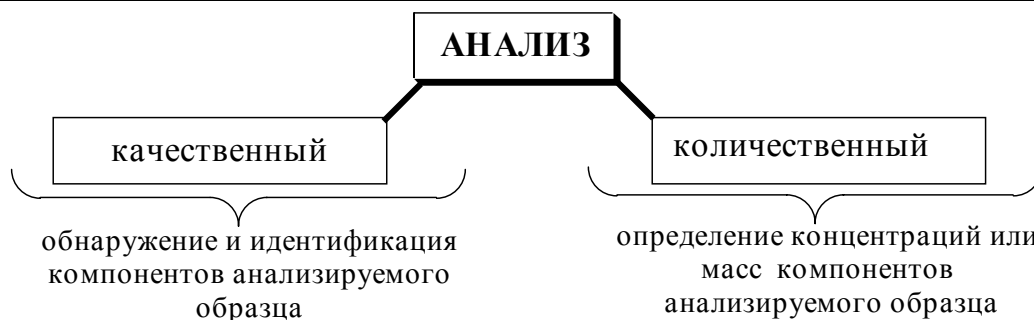 АНАЛИЗ
качественный
количественный
обнаружение и идентификация
компонентов анализируемого
образца
определение концентраций или
масс компонентов
анализируемого образца